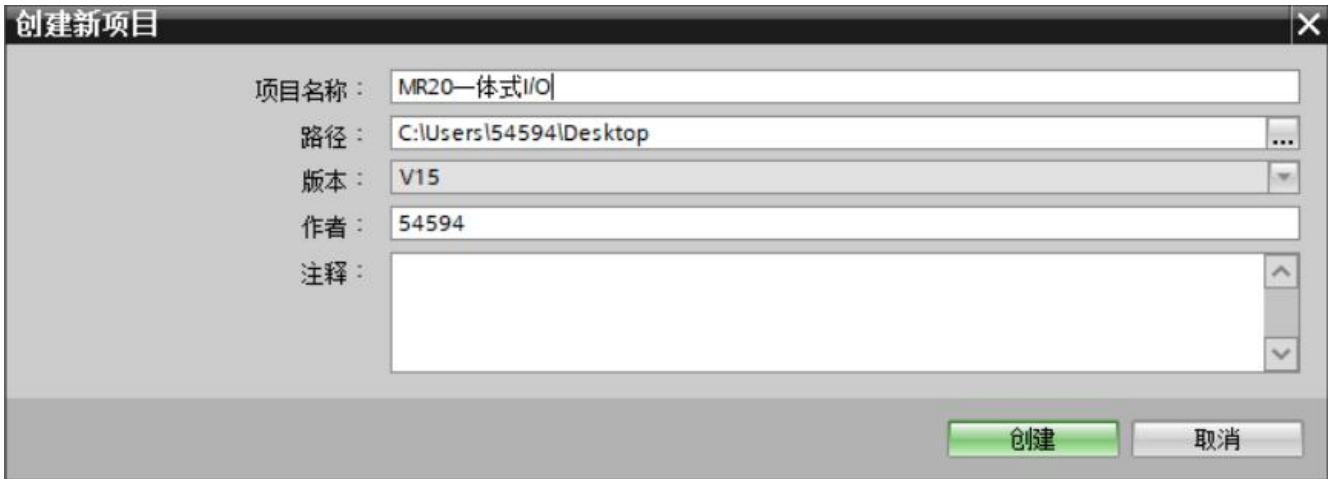 创建新项目
项目名称：MR20一体式I/O
路径：C:\Users\54594\Desktop
...
版本：V15
作者：54594
注释：
创建 取消